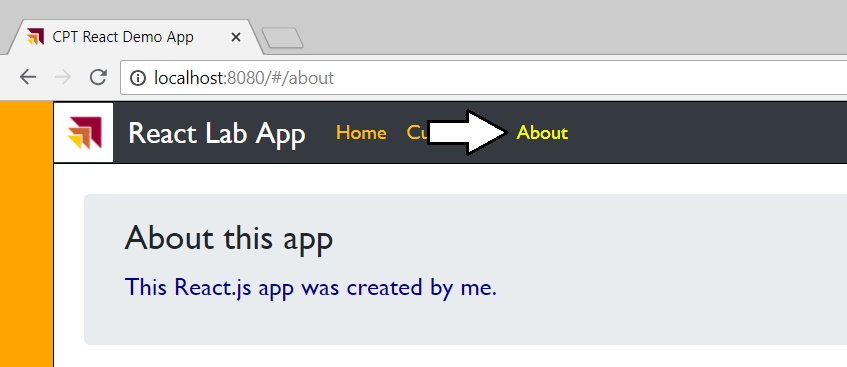 CPT React Demo App
localhost:8080/#/about
React Lab App Home About
About this app
This React.js app was created by me.